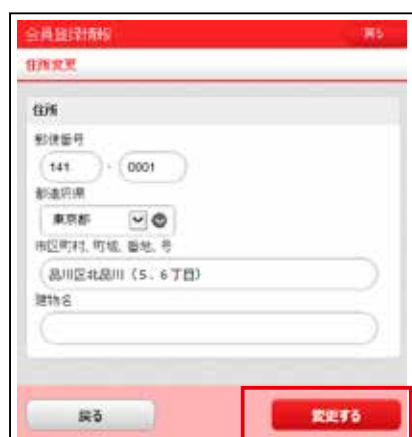 会員登録情報 戻る
住所変更
住所
郵便番号
141 - 0001
都道府県
東京都
市区町村、町域、番地、号
品川区北品川（5、6丁目）
建物名
戻る 変更する